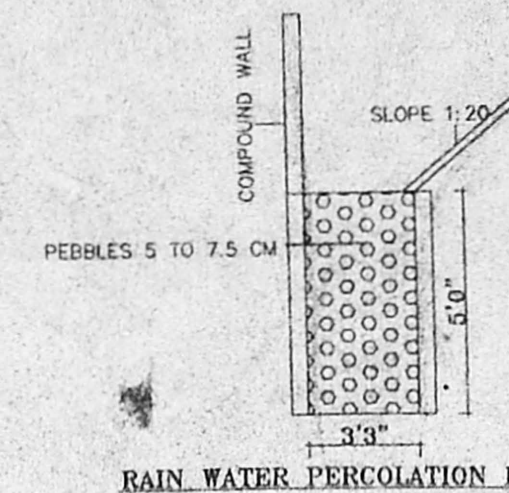 COMPOUND WALL
SLOPE 1:20
PEBBLES 5 TO 7.5 CM
5'0"
3'3"
RAIN WATER PERCOLATION